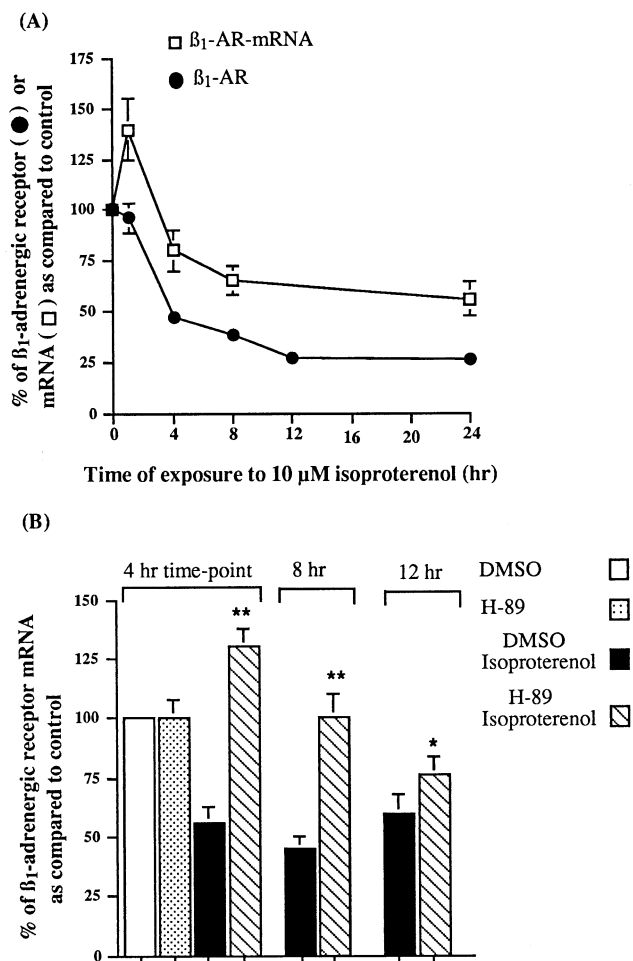 (A)
ß1-AR-mRNA
ß1-AR
% of ß1-adrenergic receptor ( ● ) or
mRNA ( □ ) as compared to control
175
150
125
100
75
50
25
0
0 4 8 12 16 20 24
Time of exposure to 10 µM isoproterenol (hr)
(B)
4 hr time-point
8 hr
12 hr
DMSO
H-89
DMSO
Isoproterenol
H-89
Isoproterenol
% of ß1-adrenergic receptor mRNA
as compared to control
150
125
100
75
50
25
0
**
**
*